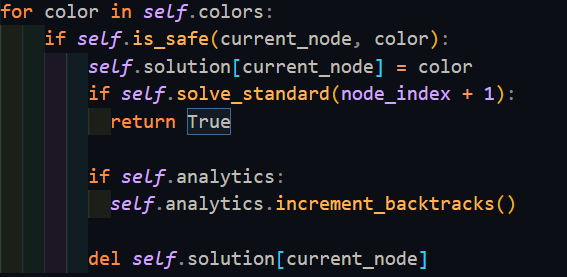 for color in self.colors:
    if self.is_safe(current_node, color):
        self.solution[current_node] = color
        if self.solve_standard(node_index + 1):
          return True

        if self.analytics:
          self.analytics.increment_backtracks()

        del self.solution[current_node]